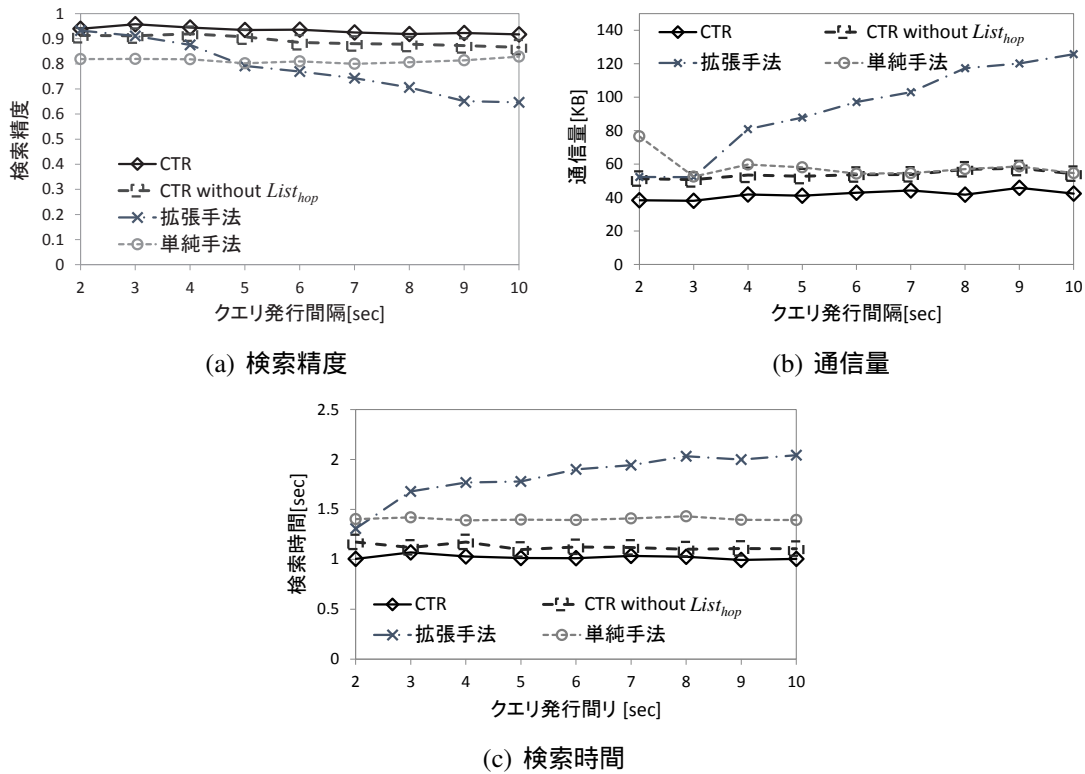 1
0.9
0.8
0.7
0.6
0.5
0.4
0.3
0.2
0.1
0
検索精度
CTR
CTR without List_hop
拡張手法
単純手法
2 3 4 5 6 7 8 9 10
クエリ発行間隔[sec]
(a) 検索精度
140
120
100
80
60
40
20
0
通信量[KB]
CTR CTR without List_hop
拡張手法 単純手法
2 3 4 5 6 7 8 9 10
クエリ発行間隔[sec]
(b) 通信量
2.5
2
1.5
1
0.5
0
検索時間[sec]
CTR CTR without List_hop
拡張手法 単純手法
2 3 4 5 6 7 8 9 10
クエリ発行間リ [sec]
(c) 検索時間